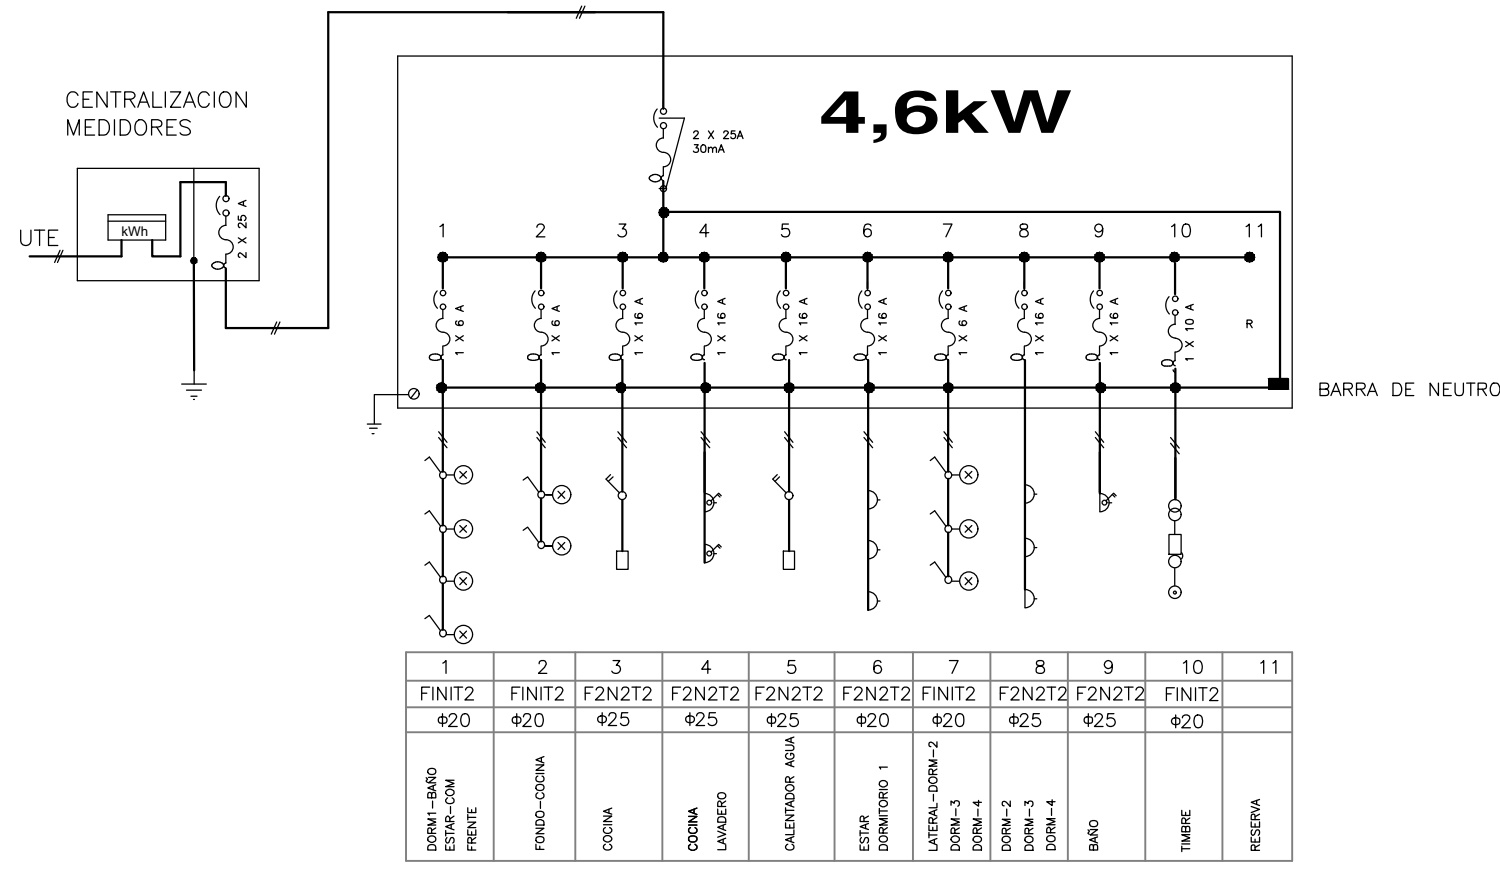 CENTRALIZACION
MEDIDORES
4,6kW
2 X 25A
30mA
UTE
kWh
2 X 25 A
1 2 3 4 5 6 7 8 9 10 11
1 X 6 A
1 X 6 A
1 X 16 A
1 X 16 A
1 X 16 A
1 X 16 A
1 X 6 A
1 X 16 A
1 X 16 A
1 X 10 A
R
BARRA DE NEUTRO
1 2 3 4 5 6 7 8 9 10 11
FINIT2 FINIT2 F2N2T2 F2N2T2 F2N2T2 F2N2T2 FINIT2 F2N2T2 F2N2T2 FINIT2
Φ20 Φ20 Φ25 Φ25 Φ25 Φ20 Φ20 Φ25 Φ25 Φ20
DORM1-BAÑO
ESTAR-COM
FRENTE
FONDO-COCINA
COCINA
COCINA
LAVADERO
CALENTADOR AGUA
ESTAR
DORMITORIO 1
LATERAL-DORM-2
DORM-3
DORM-4
DORM-2
DORM-3
DORM-4
BAÑO
TIMBRE
RESERVA